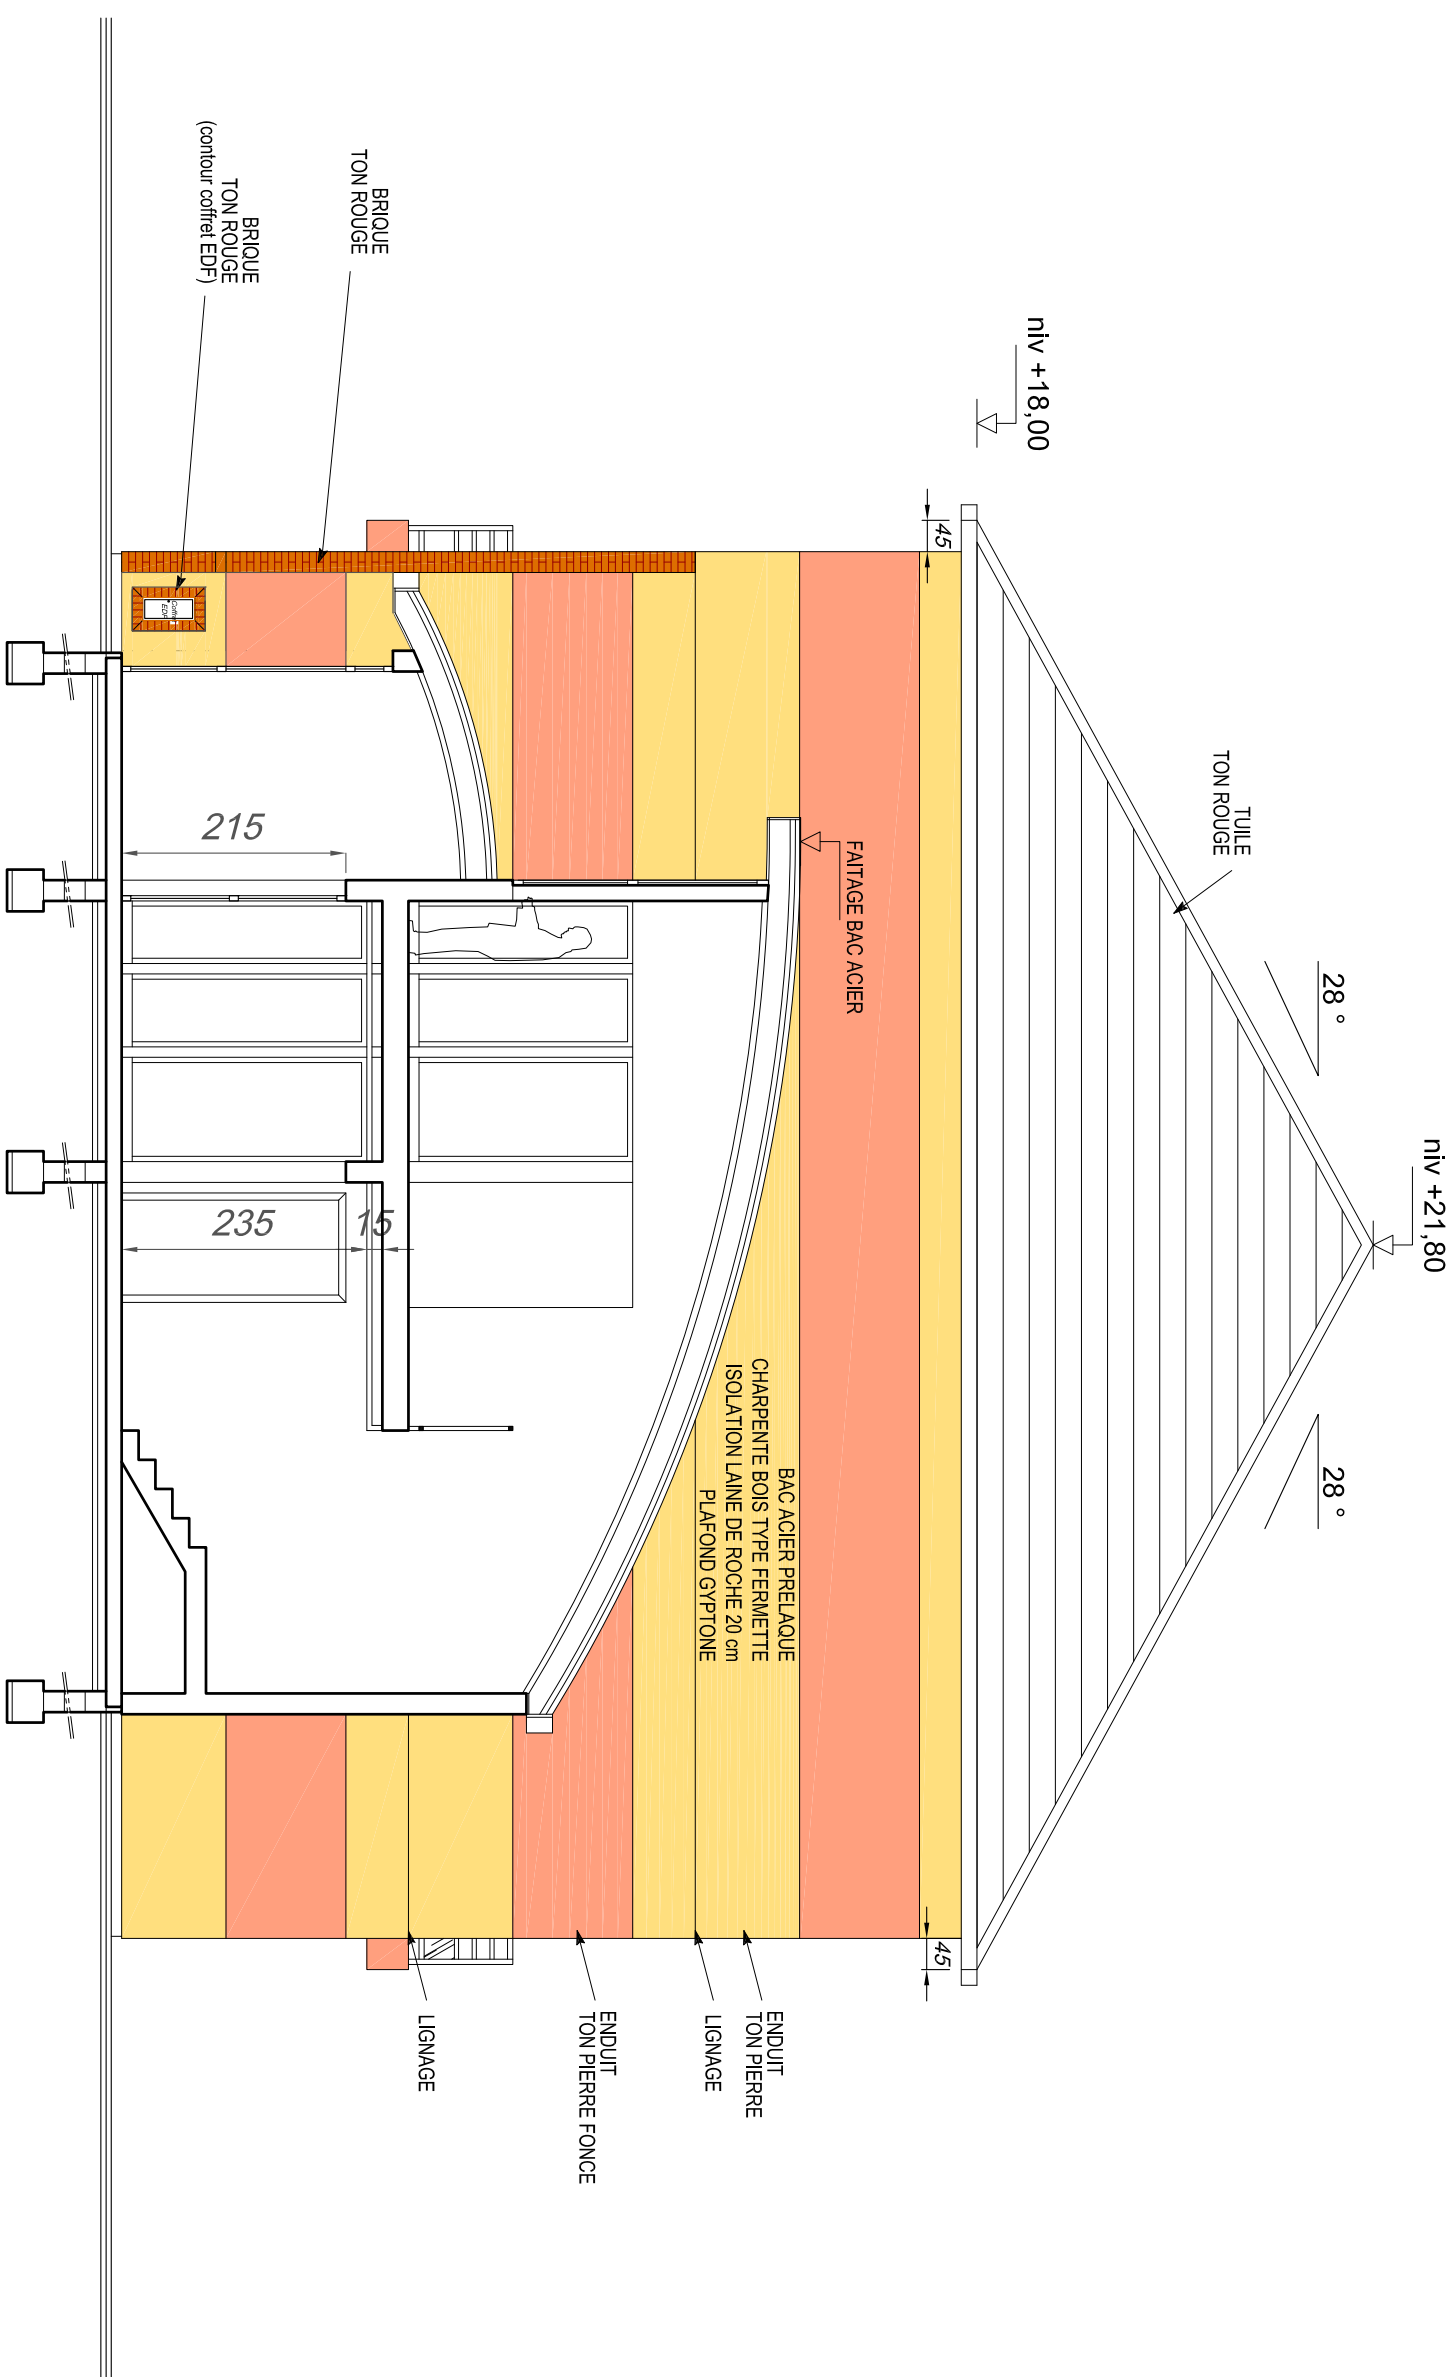 niv +21,80
28 °
28 °
TUILE
TON ROUGE
niv +18,00
45
45
FAITAGE BAC ACIER
BAC ACIER PRELAQUE
CHARPENTE BOIS TYPE FERMETTE
ISOLATION LAINE DE ROCHE 20 cm
PLAFOND GYPTONE
ENDUIT
TON PIERRE
LIGNAGE
ENDUIT
TON PIERRE FONCE
LIGNAGE
BRIQUE
TON ROUGE
BRIQUE
TON ROUGE
(contour coffret EDF)
Coffret
EDF
215
235
15